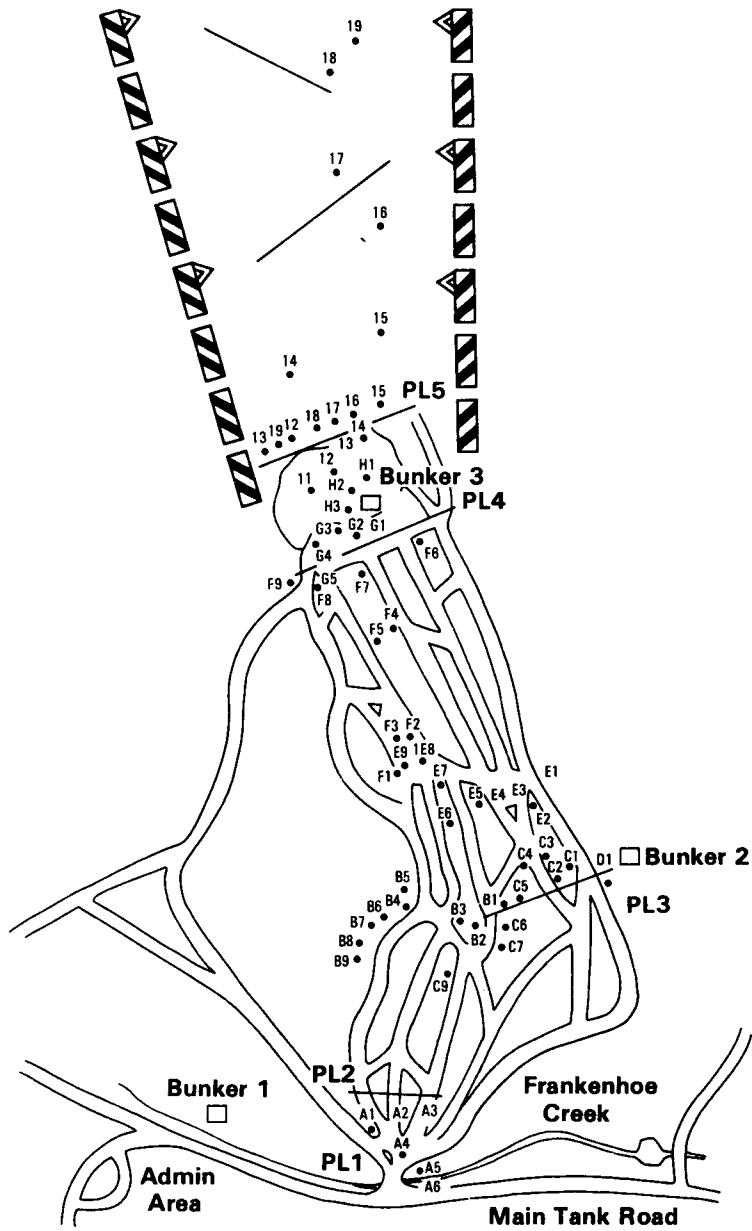 19
18
17
16
15
14
15 PL5
16
17
18
12
19
13
14
13
12
H1
Bunker 3
11
H2
PL4
H3
G1
G2
G3
G4
F6
G5
F7
F9
F8
F4
F5
F3 F2
E9 1E8
F1
E7
E1
E5 E4 E3
E2
E6
C3
C4 C1 D1
Bunker 2
C2
B5
C5
B1
PL3
B4
B6
B3
B7
B2
C6
B8
C7
B9
C9
PL2
Bunker 1
Frankenhoe
Creek
A1 A2 A3
A4
PL1
A5
A6
Admin
Area
Main Tank Road